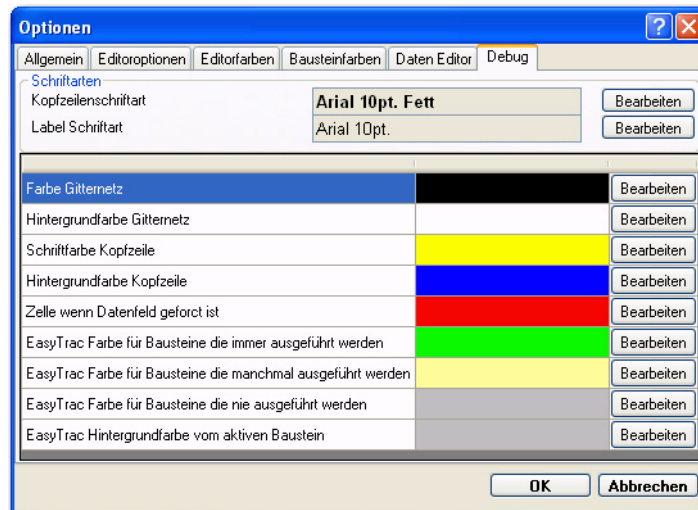 Optionen
Allgemein Editoroptionen Editorfarben Bausteinfarben Daten Editor Debug
Schriftarten
Kopfzeilenschriftart Arial 10pt. Fett Bearbeiten
Label Schriftart Arial 10pt. Bearbeiten
Farbe Gitternetz Bearbeiten
Hintergrundfarbe Gitternetz Bearbeiten
Schriftfarbe Kopfzeile Bearbeiten
Hintergrundfarbe Kopfzeile Bearbeiten
Zelle wenn Datenfeld geforct ist Bearbeiten
EasyTrac Farbe für Bausteine die immer ausgeführt werden Bearbeiten
EasyTrac Farbe für Bausteine die manchmal ausgeführt werden Bearbeiten
EasyTrac Farbe für Bausteine die nie ausgeführt werden Bearbeiten
EasyTrac Hintergrundfarbe vom aktiven Baustein Bearbeiten
OK Abbrechen